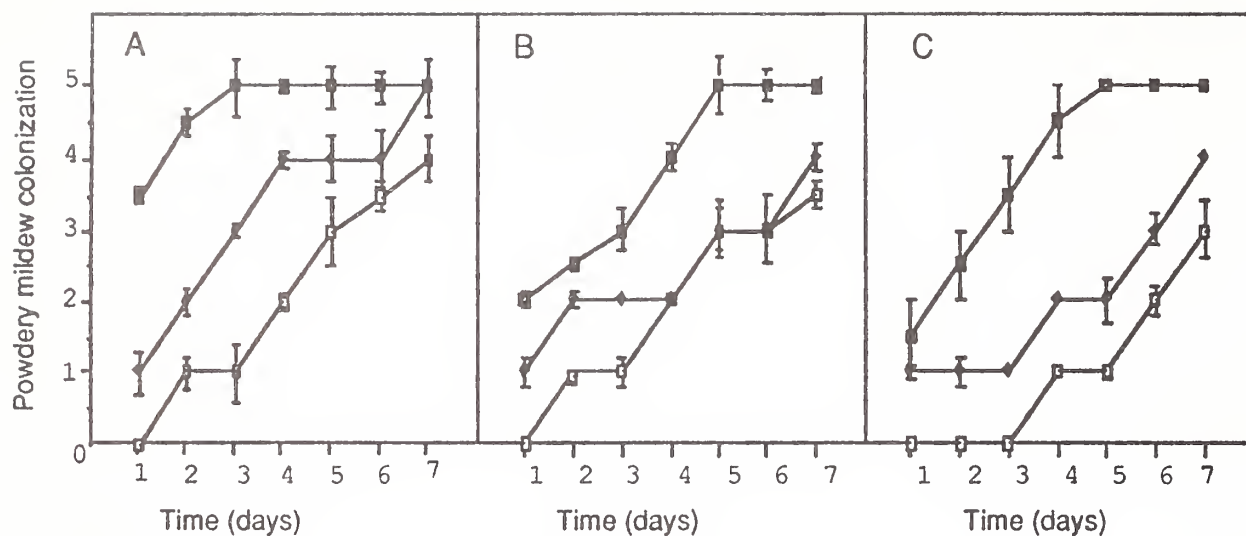 A
B
C
Powdery mildew colonization
5
4
3
2
1
0
1 2 3 4 5 6 7
1 2 3 4 5 6 7
1 2 3 4 5 6 7
Time (days)
Time (days)
Time (days)